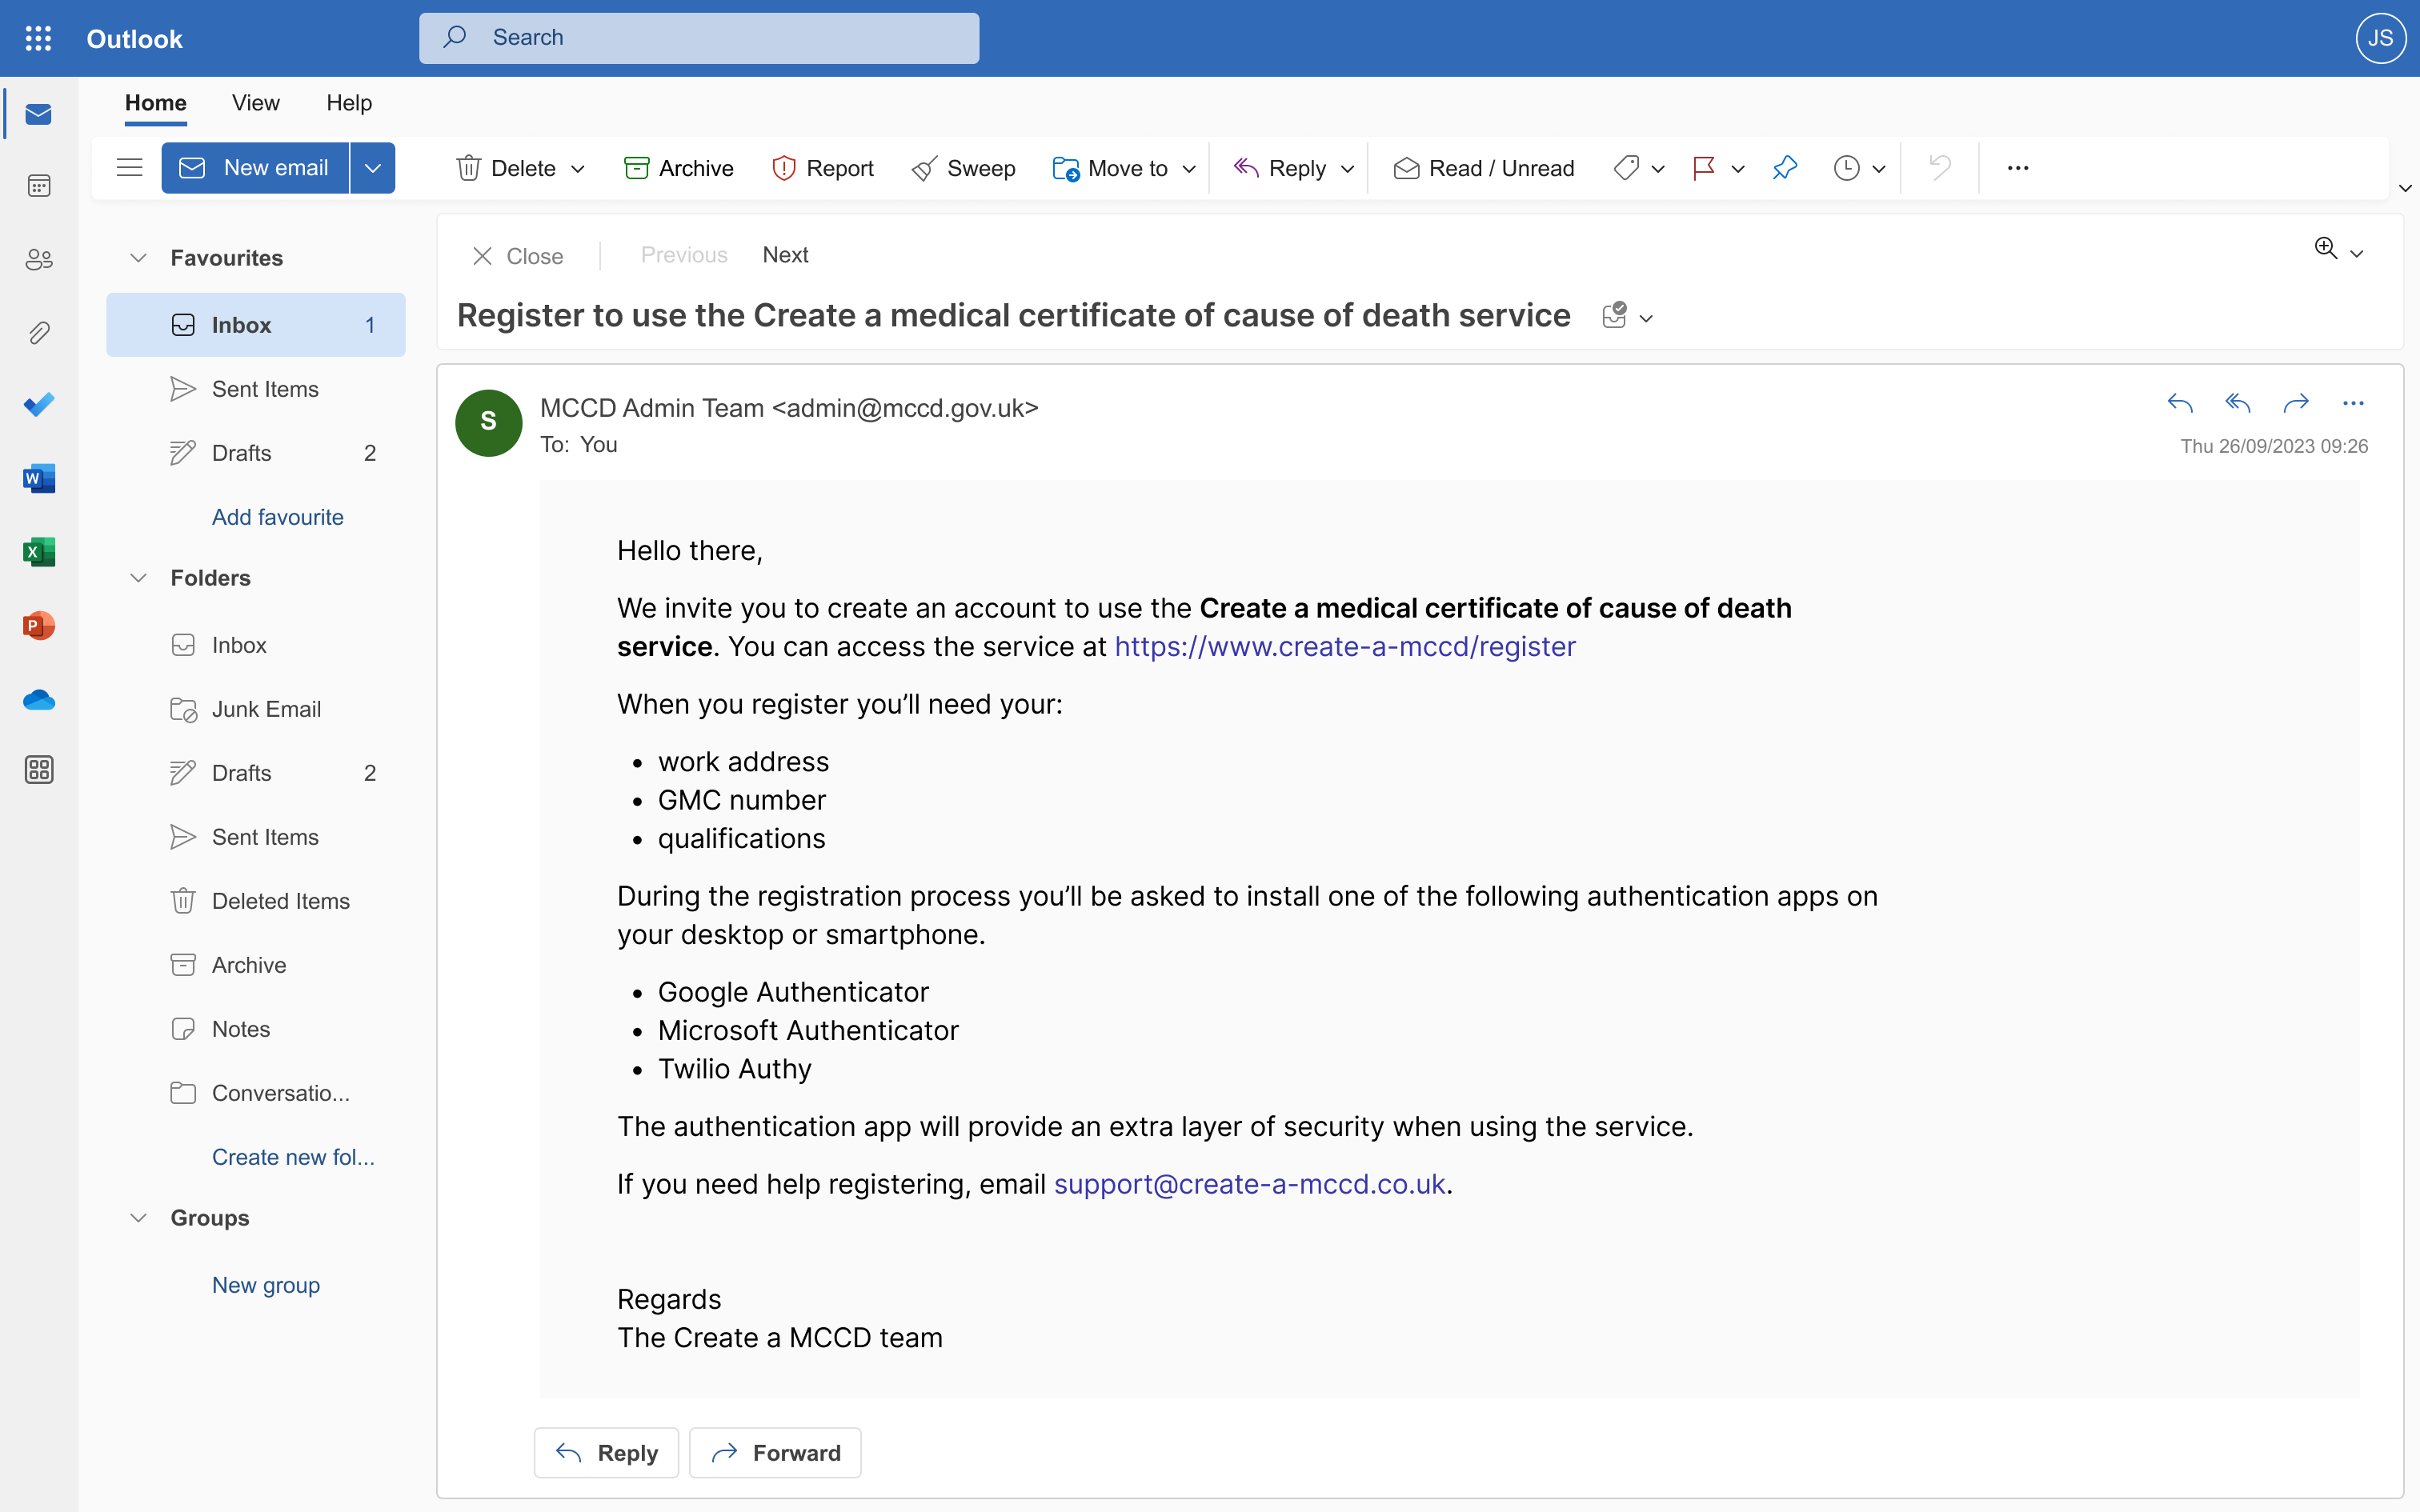 Outlook
Search
JS
Home View Help
New email Delete Archive Report Sweep Move to Reply Read / Unread
Favourites
Inbox 1
Sent Items
Drafts 2
Add favourite
Folders
Inbox
Junk Email
Drafts 2
Sent Items
Deleted Items
Archive
Notes
Conversatio...
Create new fol...
Groups
New group
Close Previous Next
Register to use the Create a medical certificate of cause of death service
S
MCCD Admin Team <admin@mccd.gov.uk>
To: You
Thu 26/09/2023 09:26
Hello there,
We invite you to create an account to use the Create a medical certificate of cause of death
service. You can access the service at https://www.create-a-mccd/register
When you register you’ll need your:
• work address
• GMC number
• qualifications
During the registration process you’ll be asked to install one of the following authentication apps on
your desktop or smartphone.
• Google Authenticator
• Microsoft Authenticator
• Twilio Authy
The authentication app will provide an extra layer of security when using the service.
If you need help registering, email support@create-a-mccd.co.uk.
Regards
The Create a MCCD team
Reply Forward
W
X
P